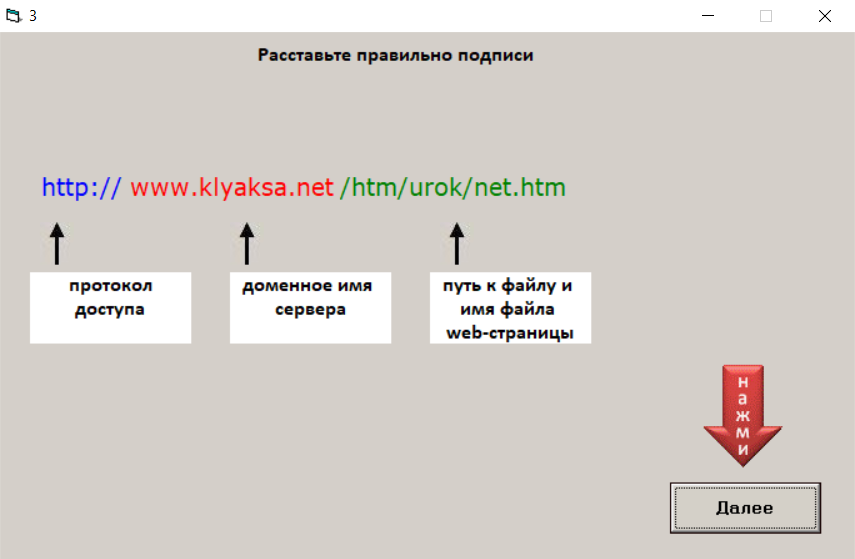 3
Расставьте правильно подписи
http:// www.klyaksa.net /htm/urok/net.htm
протокол
доступа
доменное имя
сервера
путь к файлу и
имя файла
web-страницы
нажми
Далее